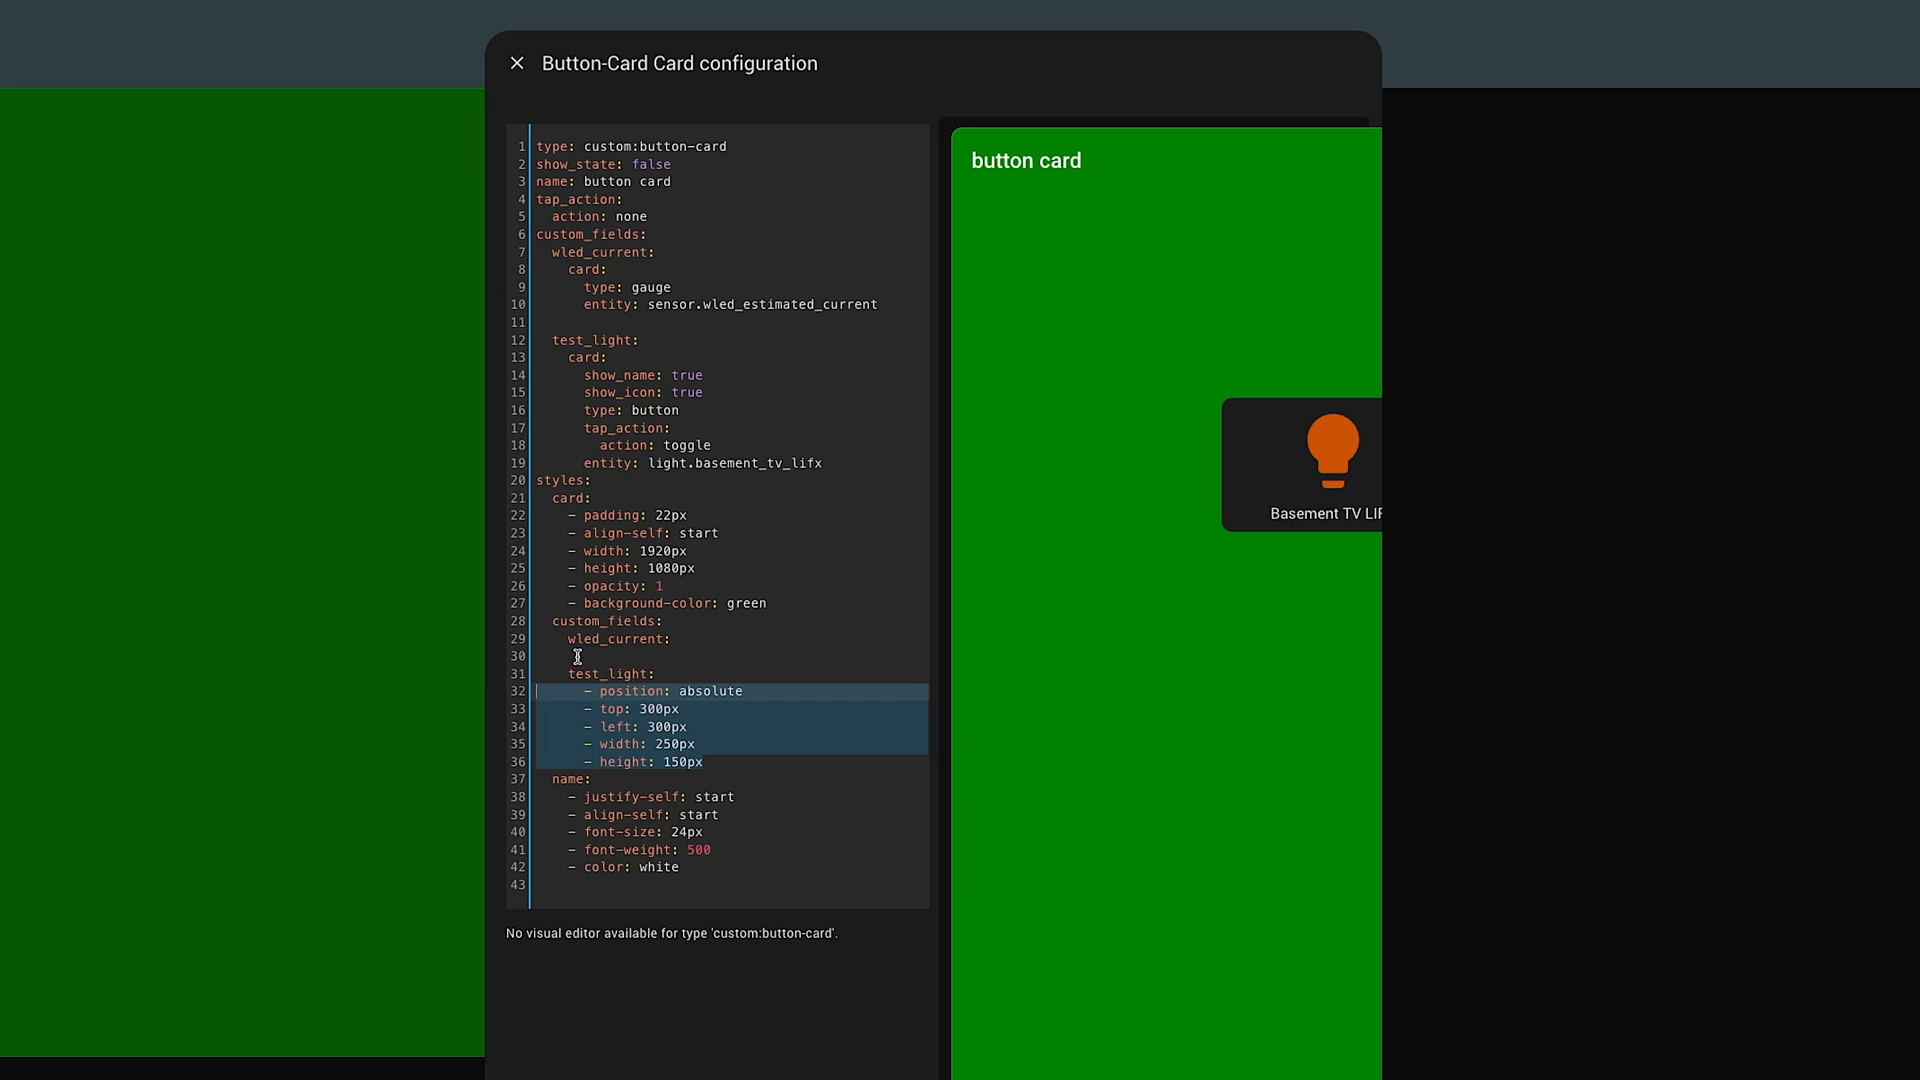 Button-Card Card configuration
1 type: custom:button-card
2 show_state: false
3 name: button card
4 tap_action:
5   action: none
6 custom_fields:
7   wled_current:
8     card:
9       type: gauge
10       entity: sensor.wled_estimated_current
11
12   test_light:
13     card:
14       show_name: true
15       show_icon: true
16       type: button
17       tap_action:
18         action: toggle
19       entity: light.basement_tv_lifx
20 styles:
21   card:
22     - padding: 22px
23     - align-self: start
24     - width: 1920px
25     - height: 1080px
26     - opacity: 1
27     - background-color: green
28   custom_fields:
29     wled_current:
30
31     test_light:
32       - position: absolute
33       - top: 300px
34       - left: 300px
35       - width: 250px
36       - height: 150px
37   name:
38     - justify-self: start
39     - align-self: start
40     - font-size: 24px
41     - font-weight: 500
42     - color: white
43
No visual editor available for type 'custom:button-card'.
button card
Basement TV